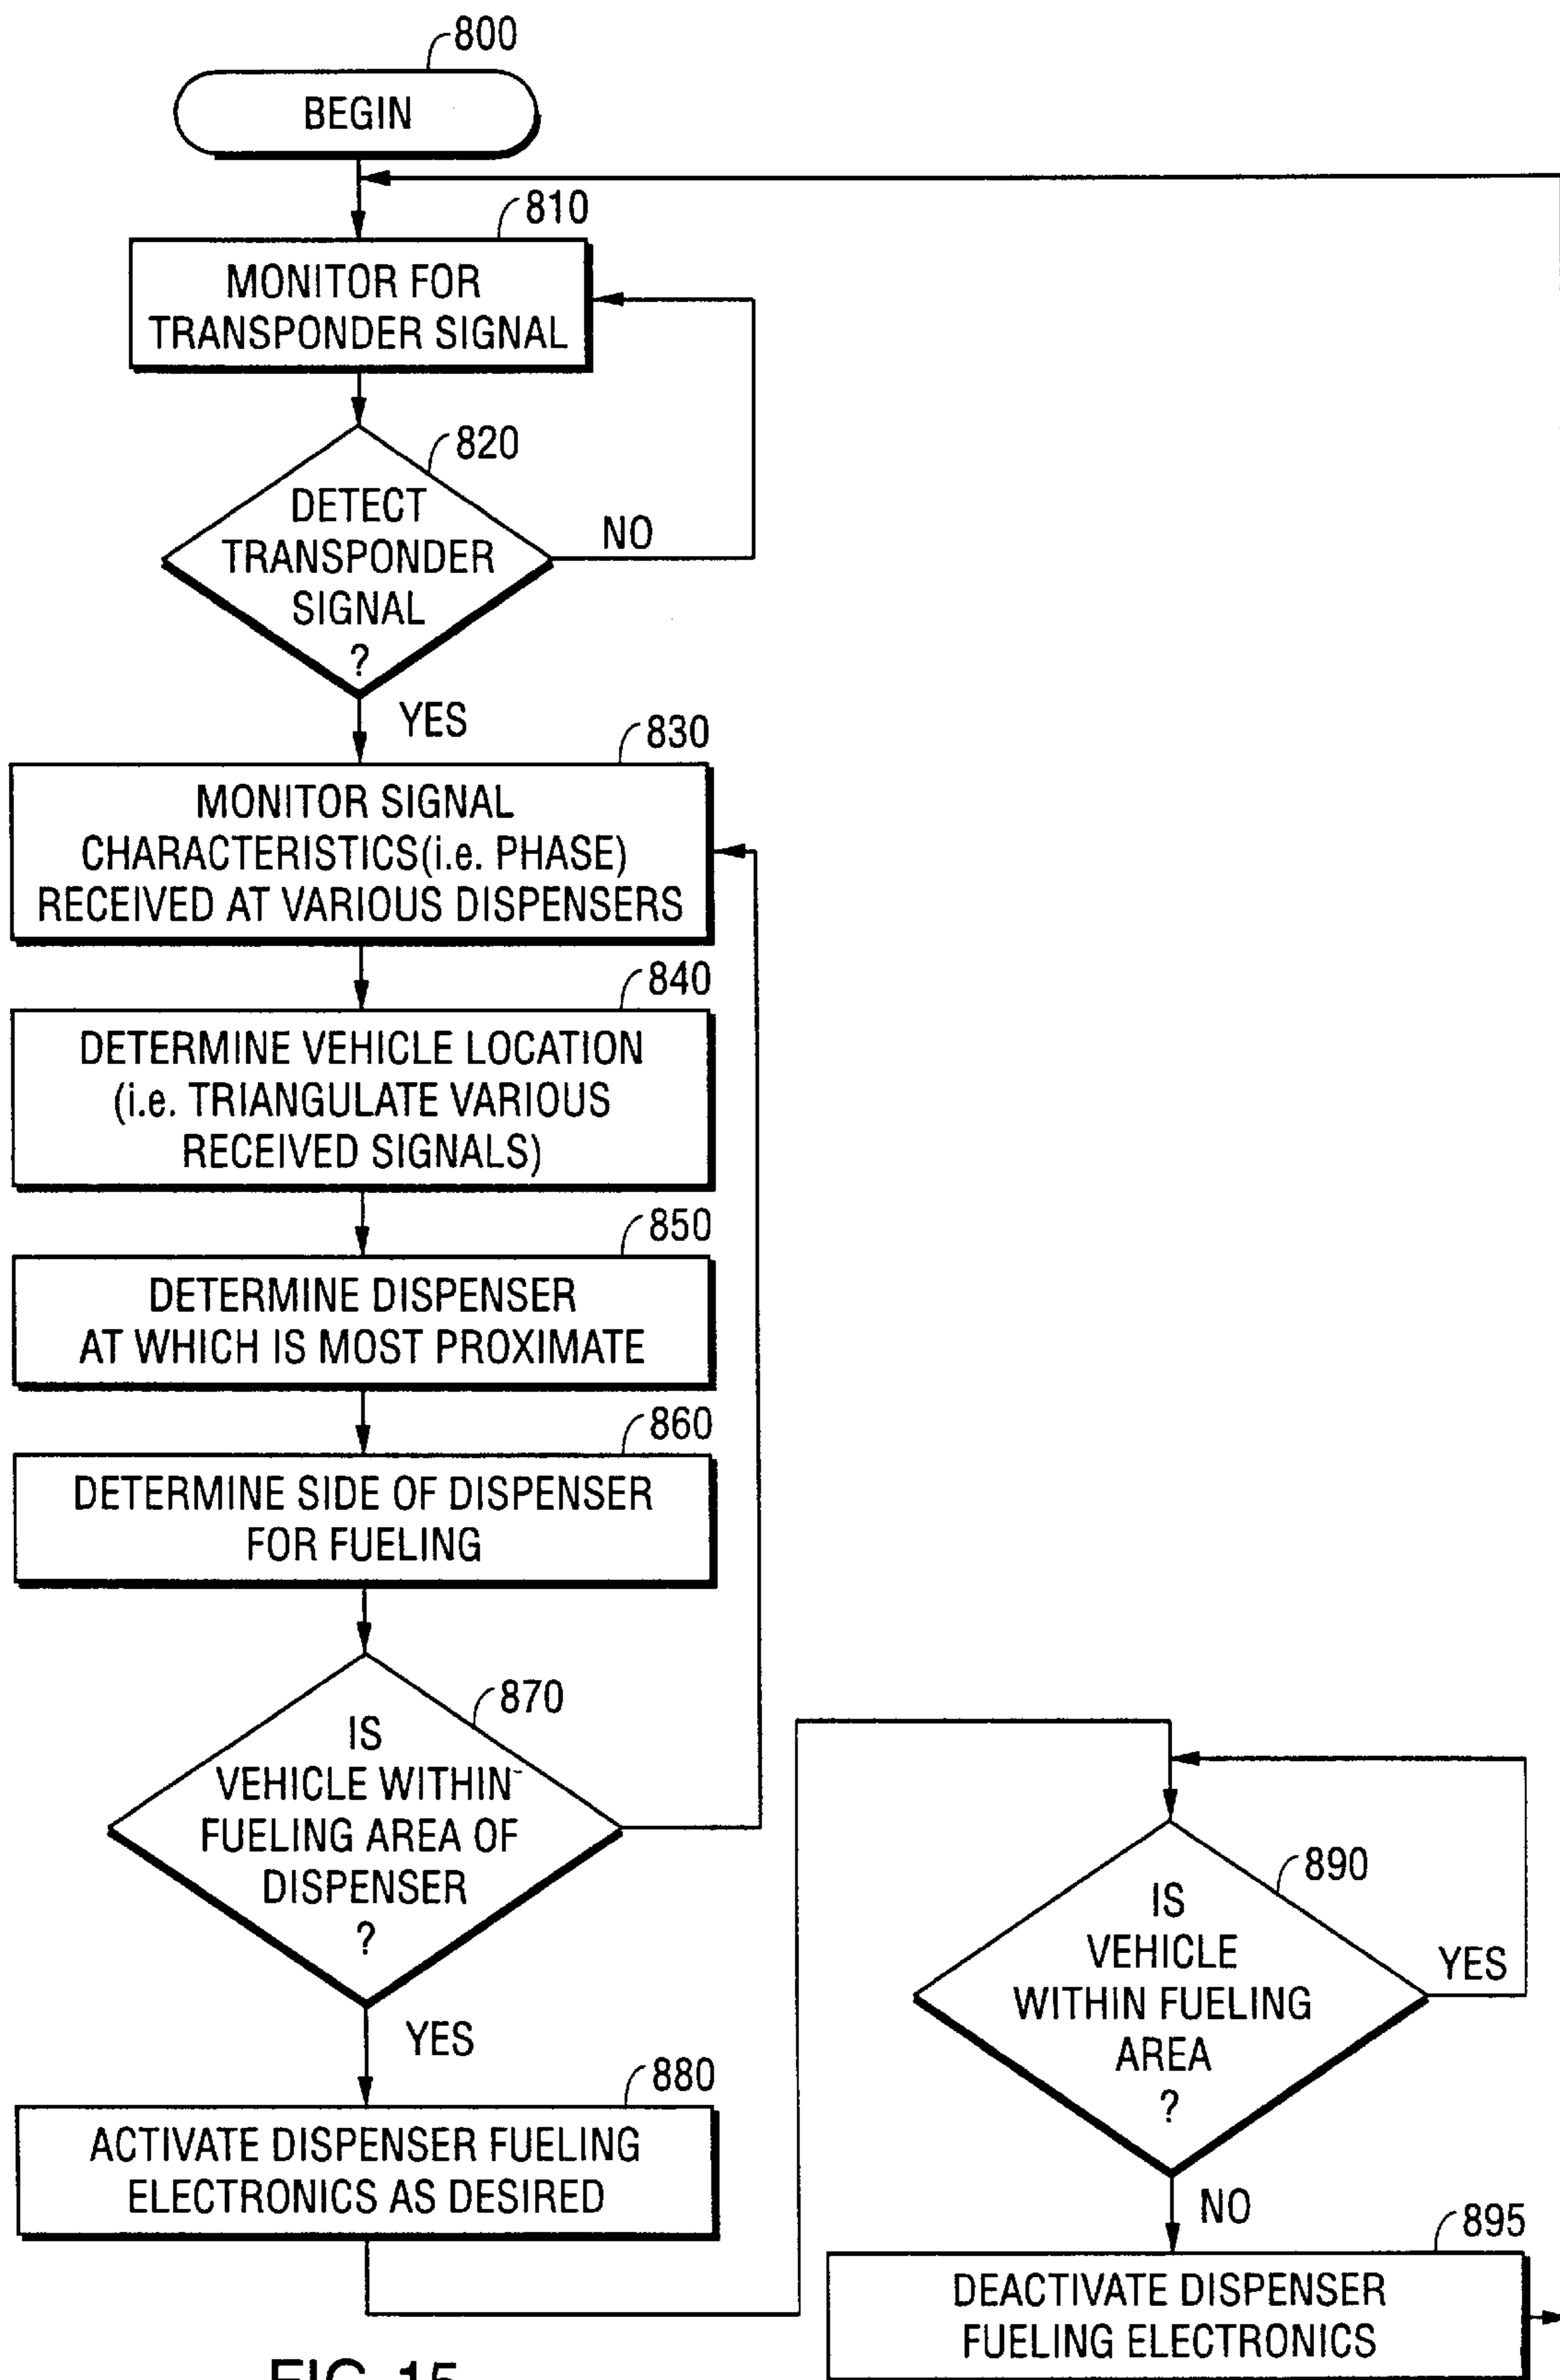 800
BEGIN
810
MONITOR FOR
TRANSPONDER SIGNAL
820
DETECT
TRANSPONDER
SIGNAL
?
NO
YES
830
MONITOR SIGNAL
CHARACTERISTICS(i.e. PHASE)
RECEIVED AT VARIOUS DISPENSERS
840
DETERMINE VEHICLE LOCATION
(i.e. TRIANGULATE VARIOUS
RECEIVED SIGNALS)
850
DETERMINE DISPENSER
AT WHICH IS MOST PROXIMATE
860
DETERMINE SIDE OF DISPENSER
FOR FUELING
870
IS
VEHICLE WITHIN
FUELING AREA OF
DISPENSER
?
YES
880
ACTIVATE DISPENSER FUELING
ELECTRONICS AS DESIRED
890
IS
VEHICLE
WITHIN FUELING
AREA
?
YES
NO
895
DEACTIVATE DISPENSER
FUELING ELECTRONICS
FIG. 15